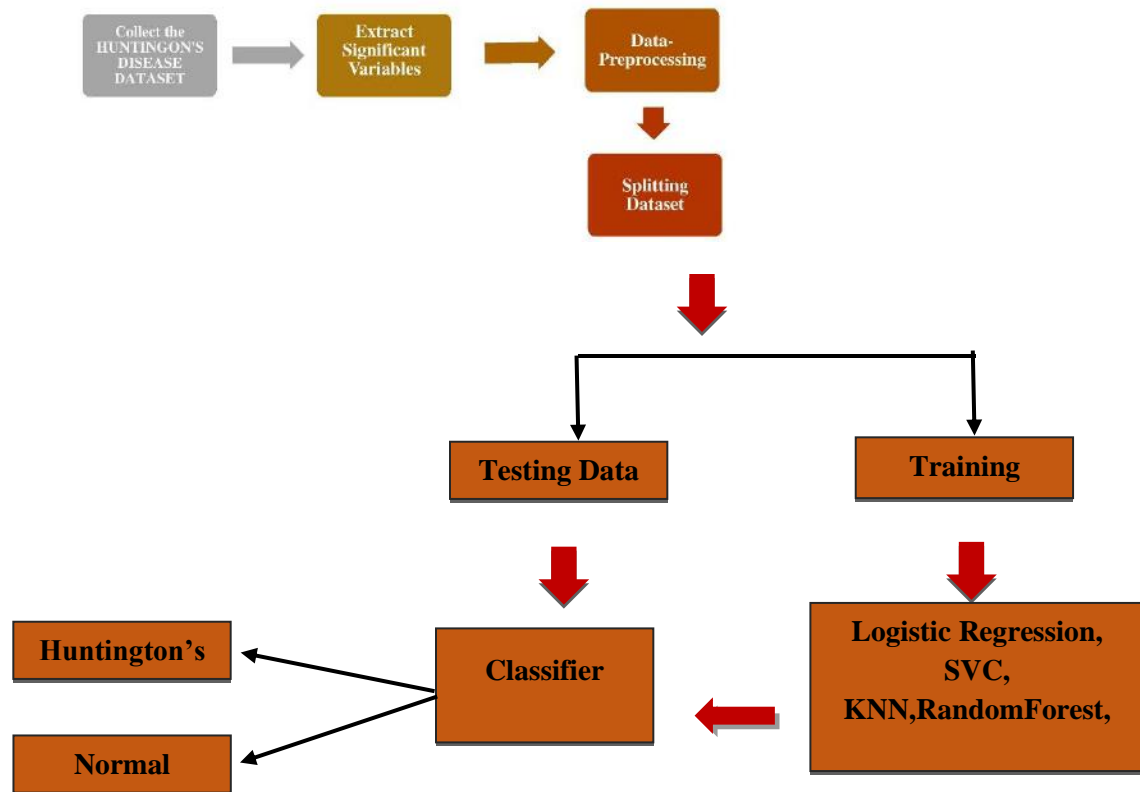 Collect the
HUNTINGON'S
DISEASE
DATASET
Extract
Significant
Variables
Data-
Preprocessing
Splitting
Dataset
Testing Data
Training
Logistic Regression,
SVC,
KNN,RandomForest,
Classifier
Huntington’s
Normal